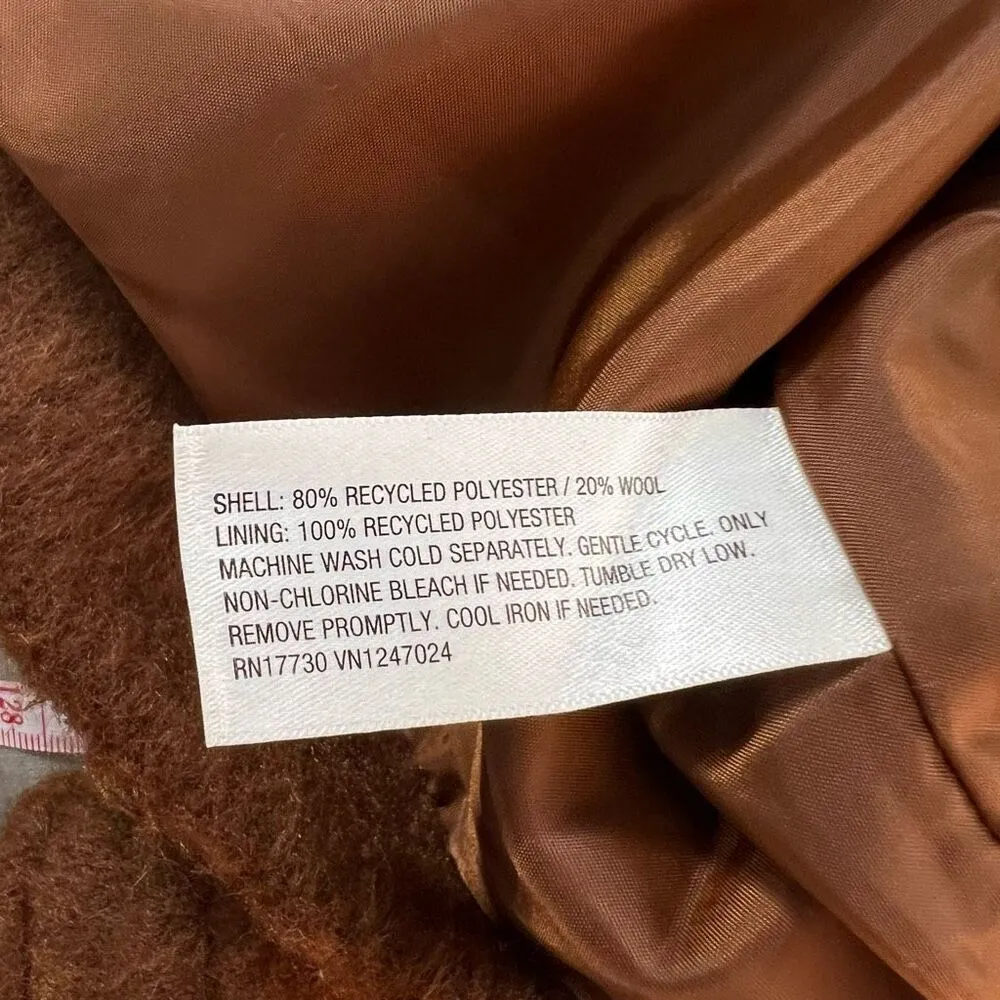 SHELL: 80% RECYCLED POLYESTER / 20% WOOL
LINING: 100% RECYCLED POLYESTER
MACHINE WASH COLD SEPARATELY. GENTLE CYCLE. ONLY
NON-CHLORINE BLEACH IF NEEDED. TUMBLE DRY LOW.
REMOVE PROMPTLY. COOL IRON IF NEEDED.
RN17730 VN1247024
28